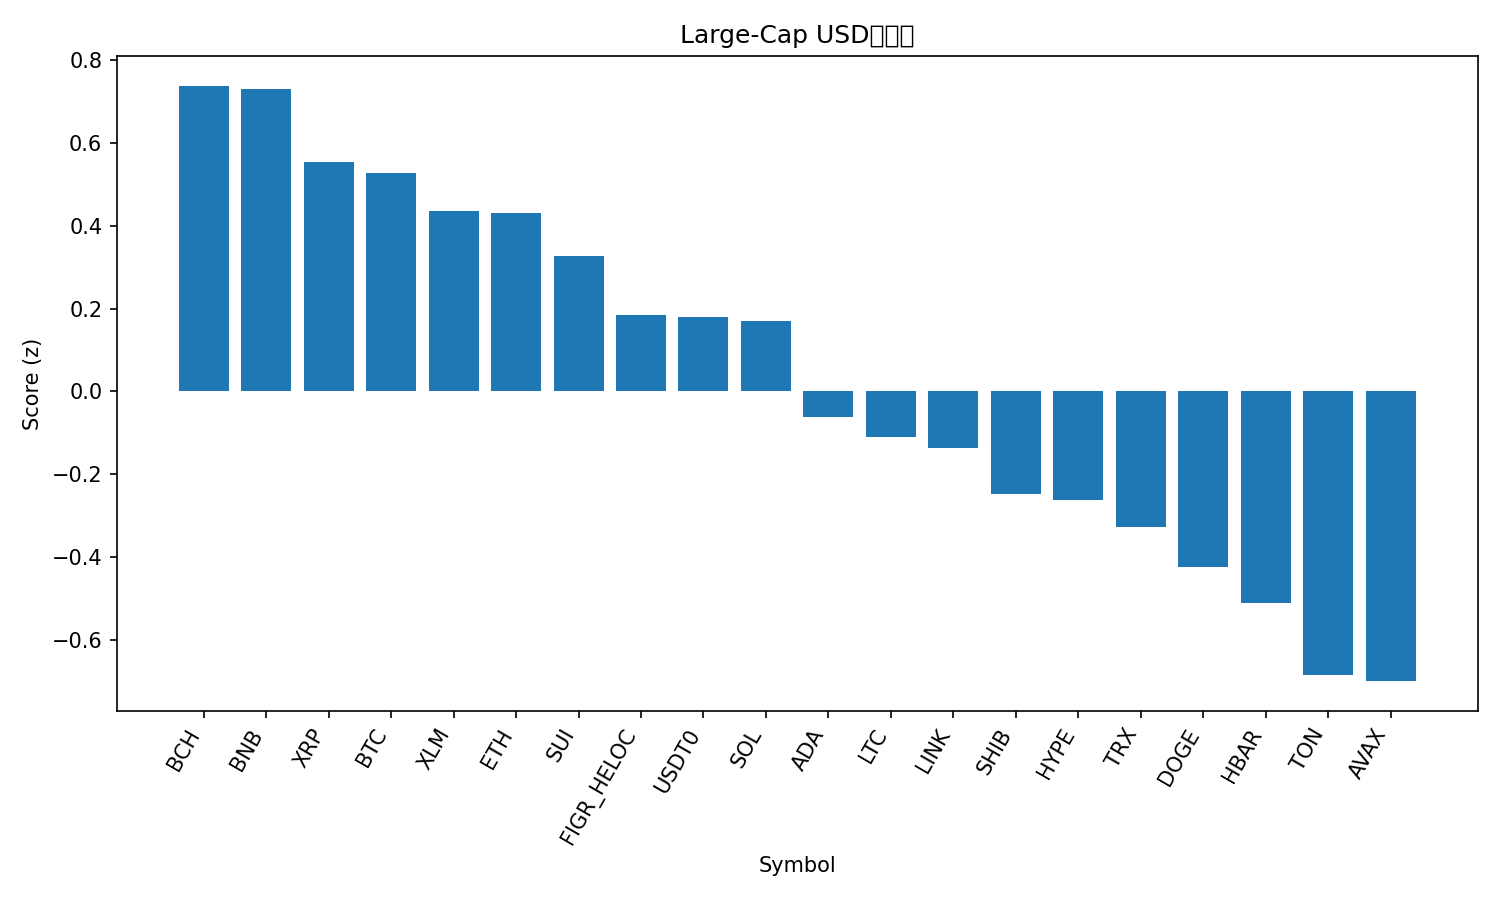 Large-Cap USD
Score (z)
0.8
0.6
0.4
0.2
0.0
−0.2
−0.4
−0.6
BCH
BNB
XRP
BTC
XLM
ETH
SUI
FIGR_HELOC
USDT0
SOL
ADA
LTC
LINK
SHIB
HYPE
TRX
DOGE
HBAR
TON
AVAX
Symbol